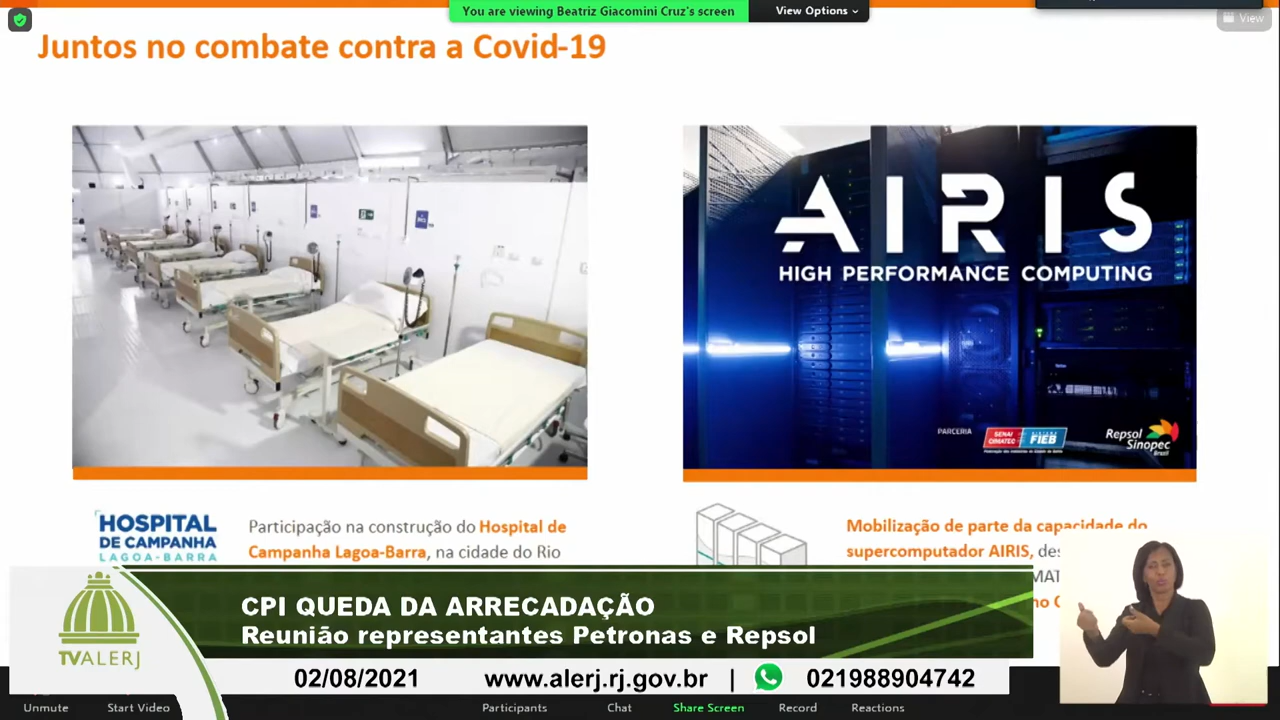 You are viewing Beatriz Giacomini Cruz's screen
View Options
View
Juntos no combate contra a Covid-19
AIRIS
HIGH PERFORMANCE COMPUTING
PARCERIA
SENAI
CIMATEC
SISTEMA
FIEB
Repsol
Sinopec
Brasil
HOSPITAL
DE CAMPANHA
LAGOA-BARRA
Participação na construção do Hospital de
Campanha Lagoa-Barra, na cidade do Rio
Mobilização de parte da capacidade do
supercomputador AIRIS,
CPI QUEDA DA ARRECADAÇÃO
Reunião representantes Petronas e Repsol
TVALERJ
02/08/2021
www.alerj.rj.gov.br |
021988904742
Unmute
Start Video
Participants
Chat
Share Screen
Record
Reactions